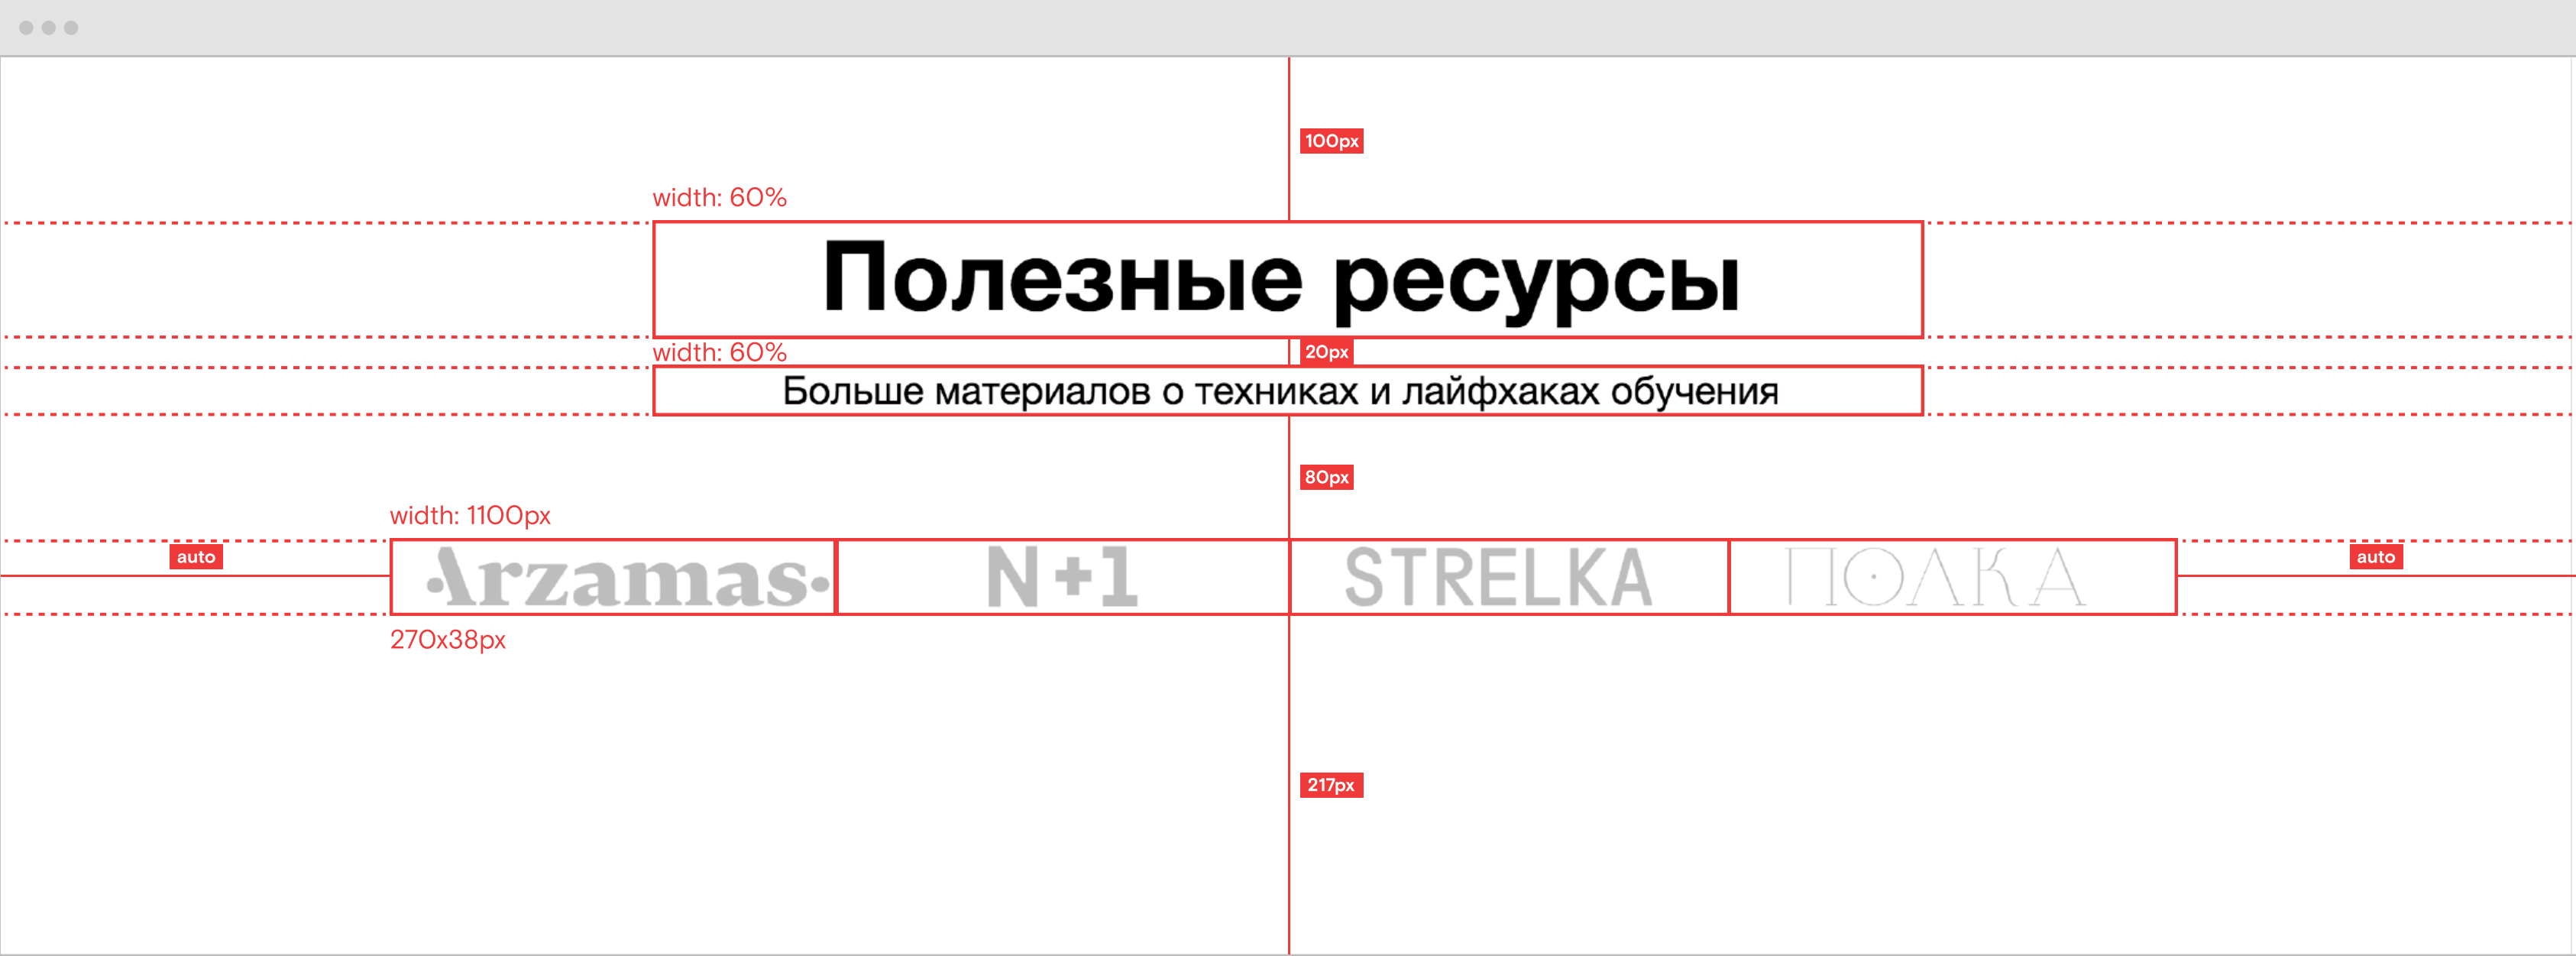 100px
width: 60%
Полезные ресурсы
width: 60%
20px
Больше материалов о техниках и лайфхаках обучения
80px
width: 1100px
auto
Arzamas
N+1
STRELKA
ПОЛКА
auto
270x38px
217px